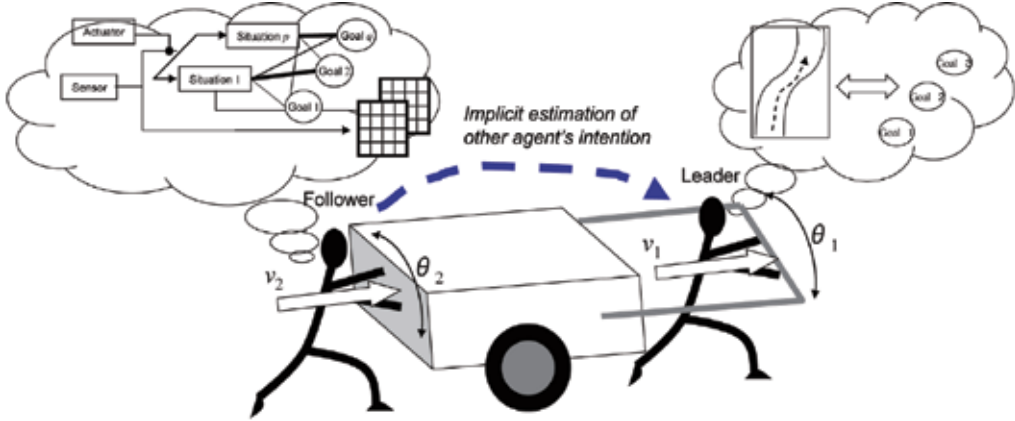 Actuator
Sensor
Situation p
Situation 1
Goal q
Goal 2
Goal 1
Implicit estimation of
other agent's intention
Goal 3
Goal 2
Goal 1
Follower
Leader
θ 1
θ 2
v1
v2